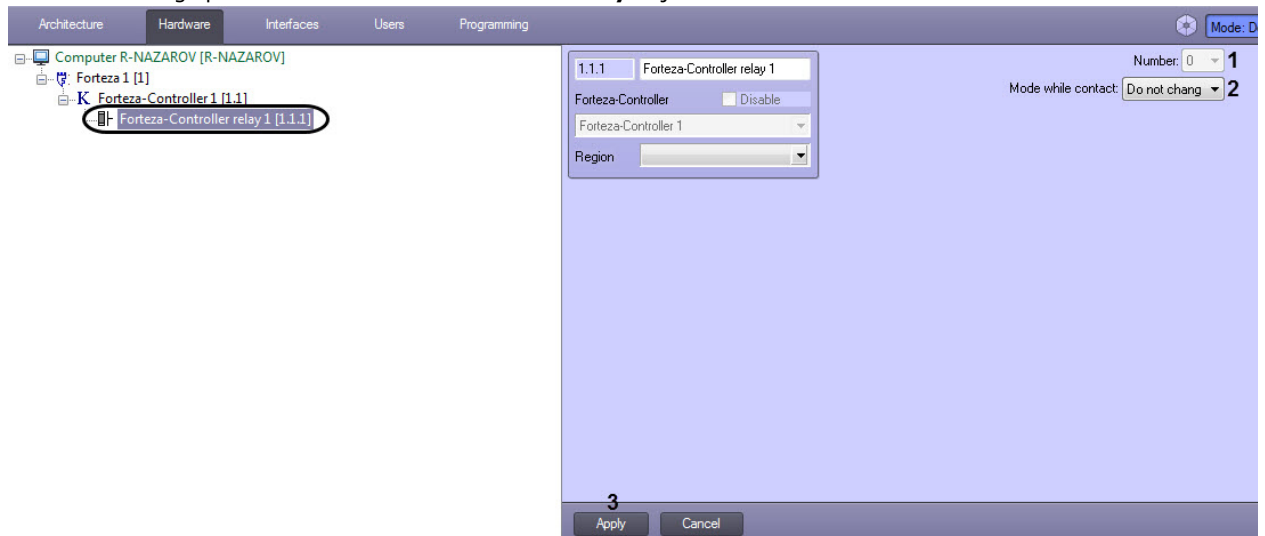 Architecture Hardware Interfaces Users Programming Mode: D
Computer R-NAZAROV [R-NAZAROV]
Forteza 1 [1]
K Forteza-Controller 1 [1.1]
Forteza-Controller relay 1 [1.1.1]
1.1.1 Forteza-Controller relay 1
Forteza-Controller Disable
Forteza-Controller 1
Region
Number: 0 1
Mode while contact: Do not chang 2
3
Apply Cancel